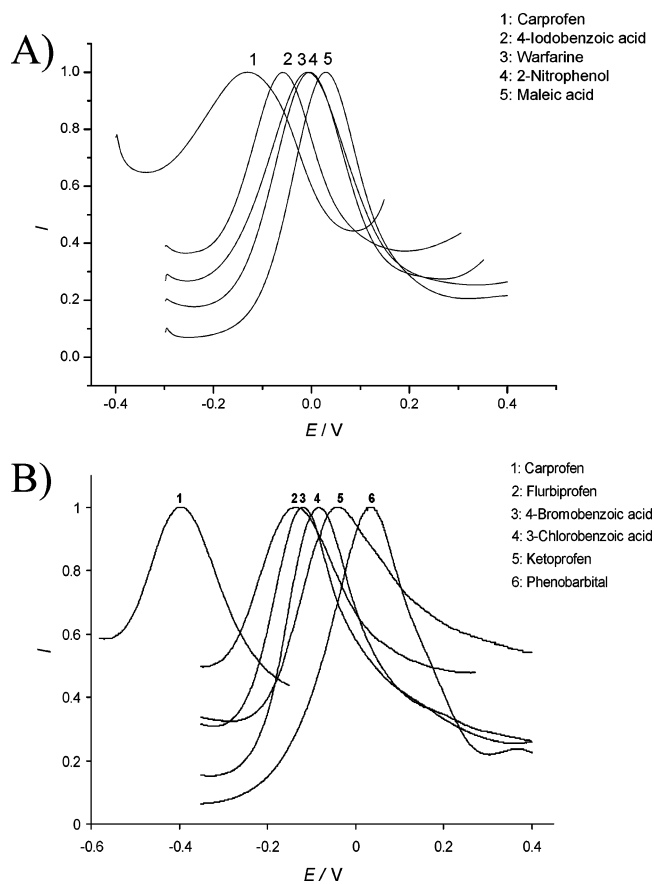 A)
1: Carprofen
2: 4-Iodobenzoic acid
3: Warfarine
4: 2-Nitrophenol
5: Maleic acid
1 2 3 4 5
1.0
0.8
0.6
0.4
0.2
0.0
I
-0.4 -0.2 0.0 0.2 0.4
E / V
B)
1: Carprofen
2: Flurbiprofen
3: 4-Bromobenzoic acid
4: 3-Chlorobenzoic acid
5: Ketoprofen
6: Phenobarbital
1 2 3 4 5 6
1
0.8
0.6
0.4
0.2
0
I
-0.6 -0.4 -0.2 0 0.2 0.4
E / V